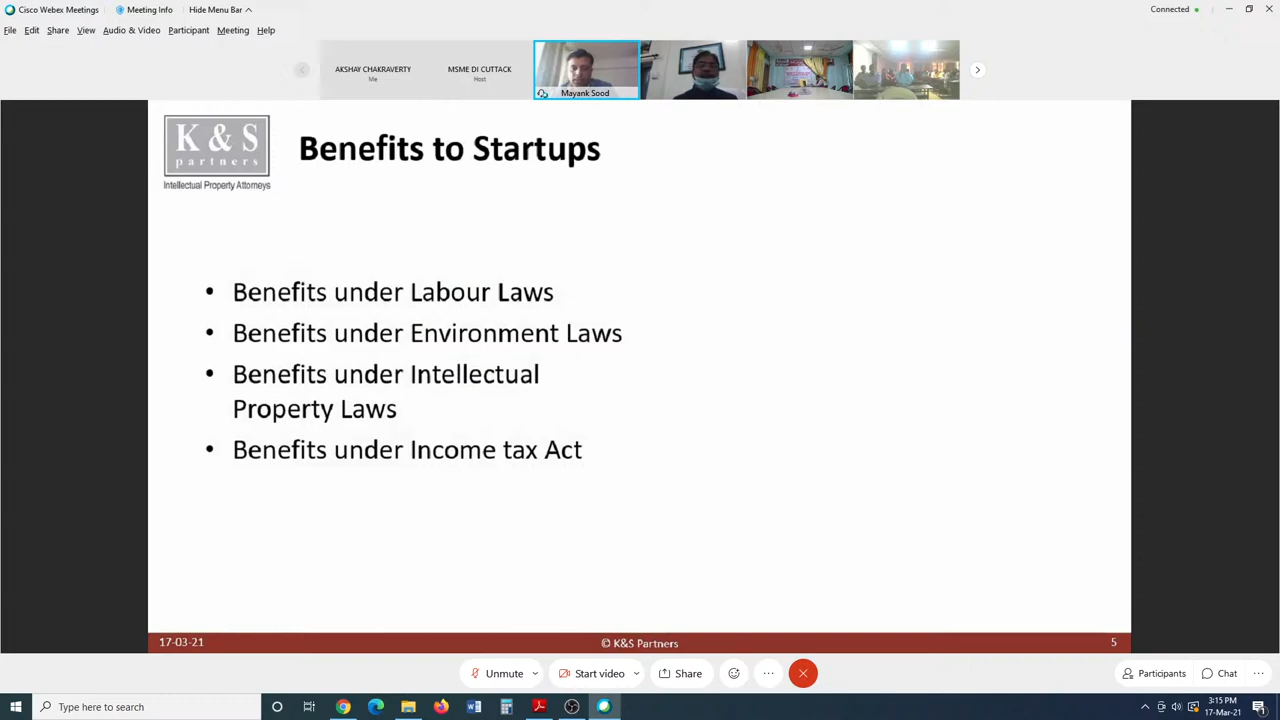 Cisco Webex Meetings
Meeting Info
Hide Menu Bar
Connected
File Edit Share View Audio & Video Participant Meeting Help
AKSHAY CHAKRAVERTY
Me
MSME DI CUTTACK
Host
Mayank Sood
K & S
partners
Intellectual Property Attorneys
Benefits to Startups
• Benefits under Labour Laws
• Benefits under Environment Laws
• Benefits under Intellectual
Property Laws
• Benefits under Income tax Act
17-03-21
© K&S Partners
5
Unmute
Start video
Share
Participants
Chat
Type here to search
3:15 PM
17-Mar-21